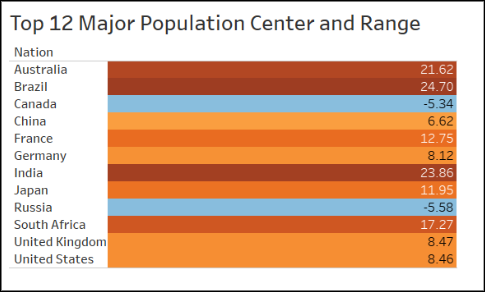 Top 12 Major Population Center and Range
Nation
Australia 21.62
Brazil 24.70
Canada -5.34
China 6.62
France 12.75
Germany 8.12
India 23.86
Japan 11.95
Russia -5.58
South Africa 17.27
United Kingdom 8.47
United States 8.46